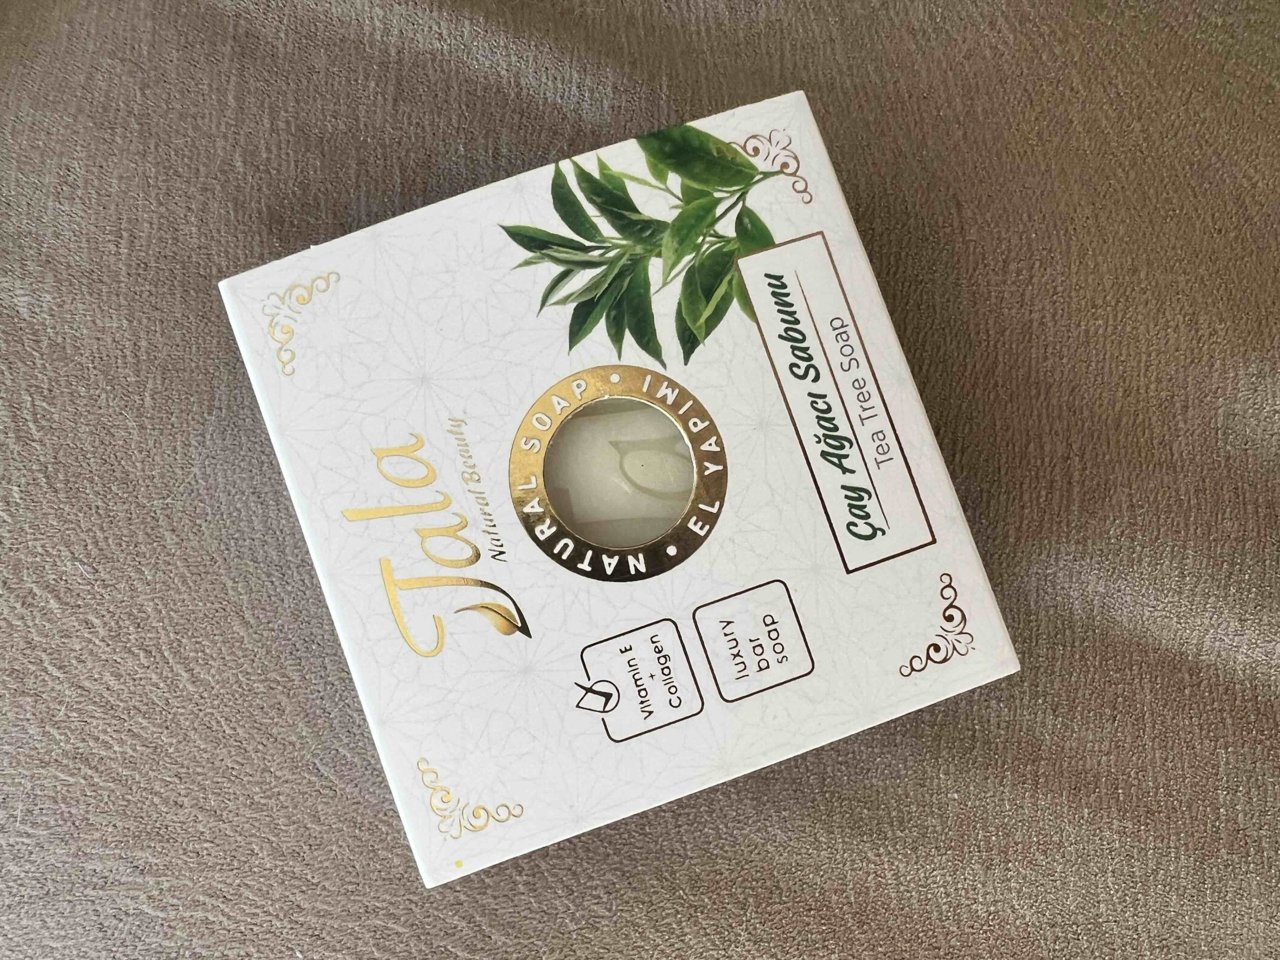 Tala
Natural Beauty
NATURAL SOAP • EL YAPIMI •
Vitamin E
+
Collagen
luxury
bar
soap
Çay Ağacı Sabunu
Tea Tree Soap